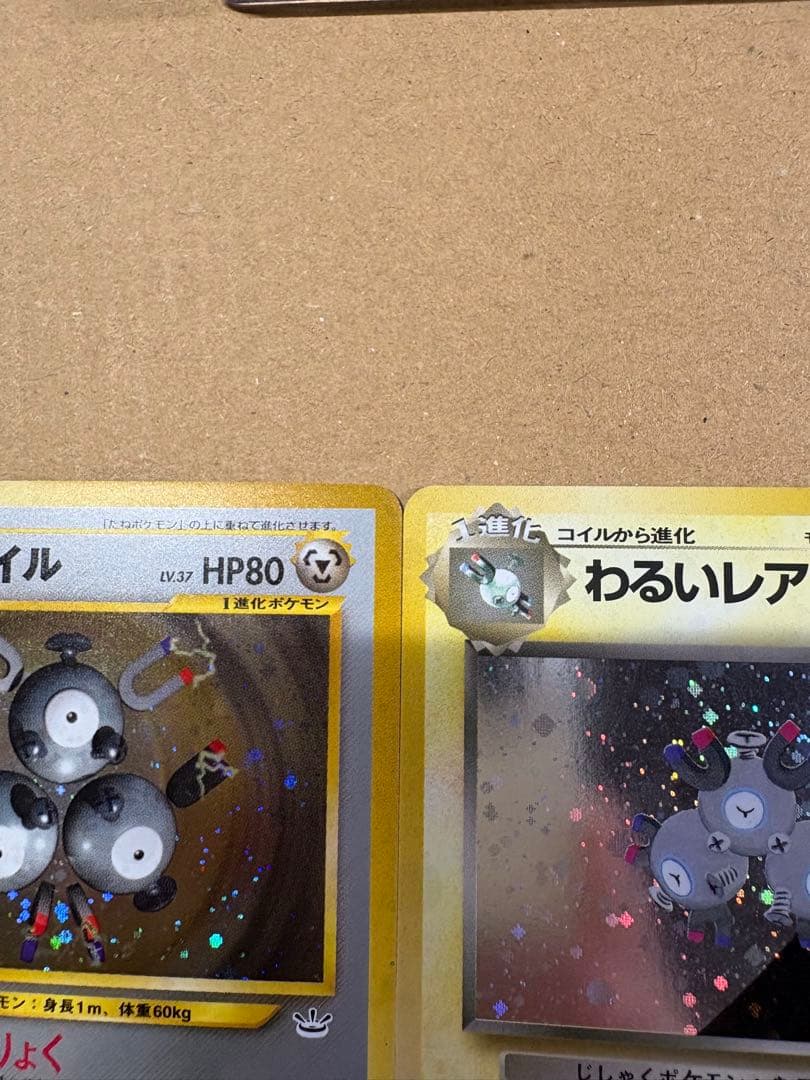 「たねポケモン」の上に重ねて進化させます。
イル LV.37 HP80
1進化ポケモン
モン：身長1m、体重60kg
りょく
1進化 コイルから進化
わるいレア
じしゃくポケモン